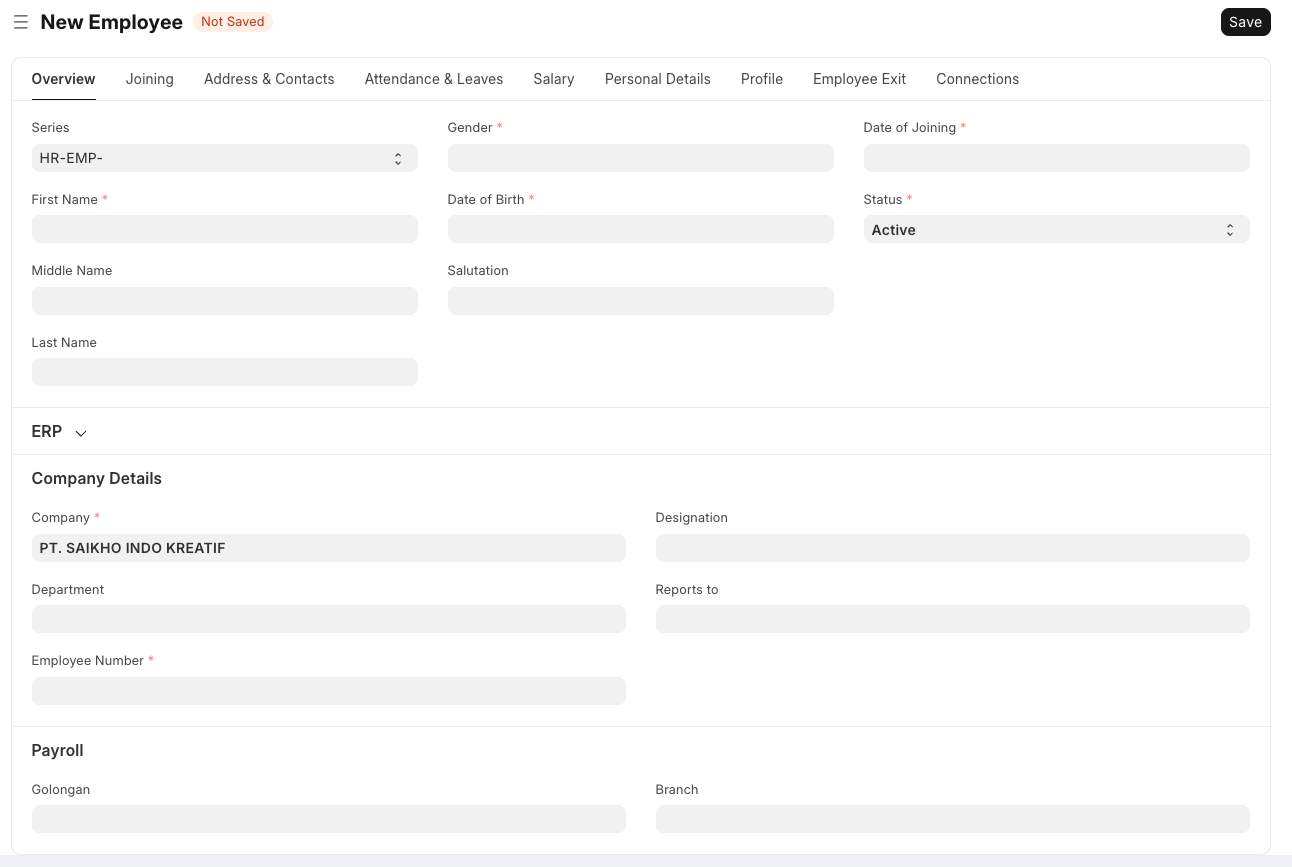 New Employee
Not Saved
Save
Overview
Joining
Address & Contacts
Attendance & Leaves
Salary
Personal Details
Profile
Employee Exit
Connections
Series
Gender *
Date of Joining *
HR-EMP-
First Name *
Date of Birth *
Status *
Active
Middle Name
Salutation
Last Name
ERP
Company Details
Company *
Designation
PT. SAIKHO INDO KREATIF
Department
Reports to
Employee Number *
Payroll
Golongan
Branch